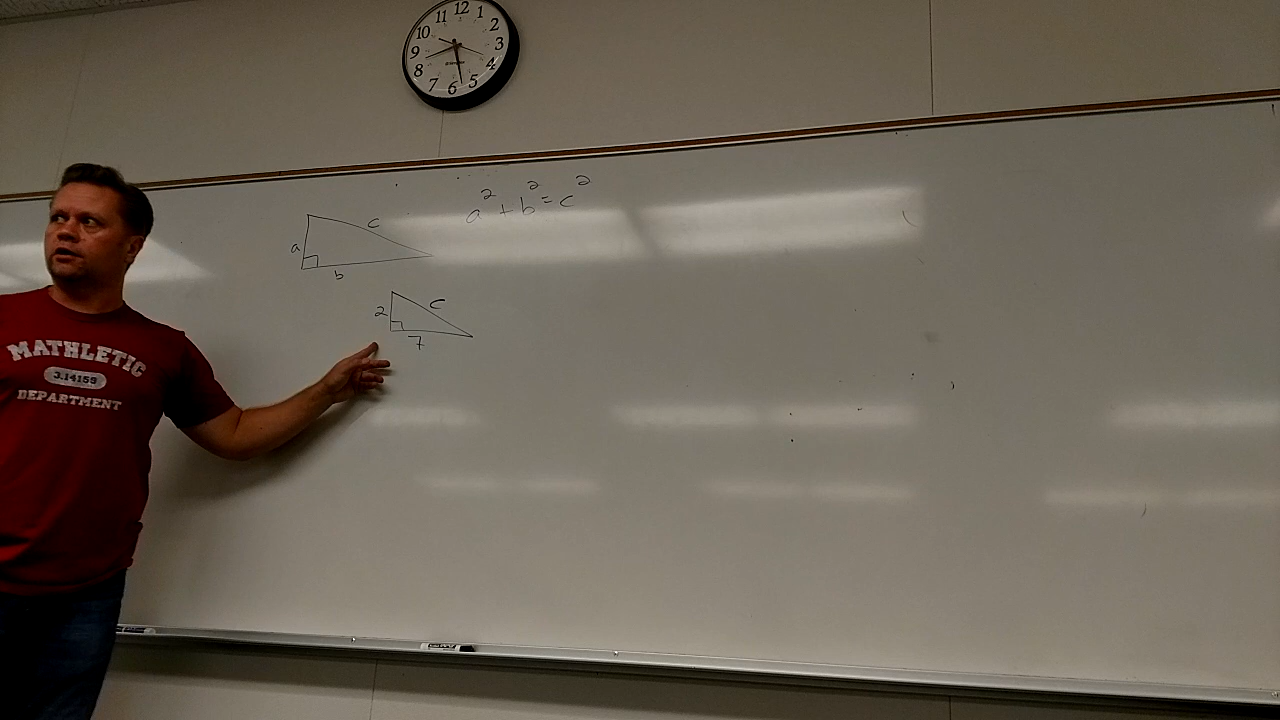 12
11 1
10 2
9 3
8 4
7 5
6
a² + b² = c²
a c
b
2 c
7
MATHLETIC
3.14159
DEPARTMENT